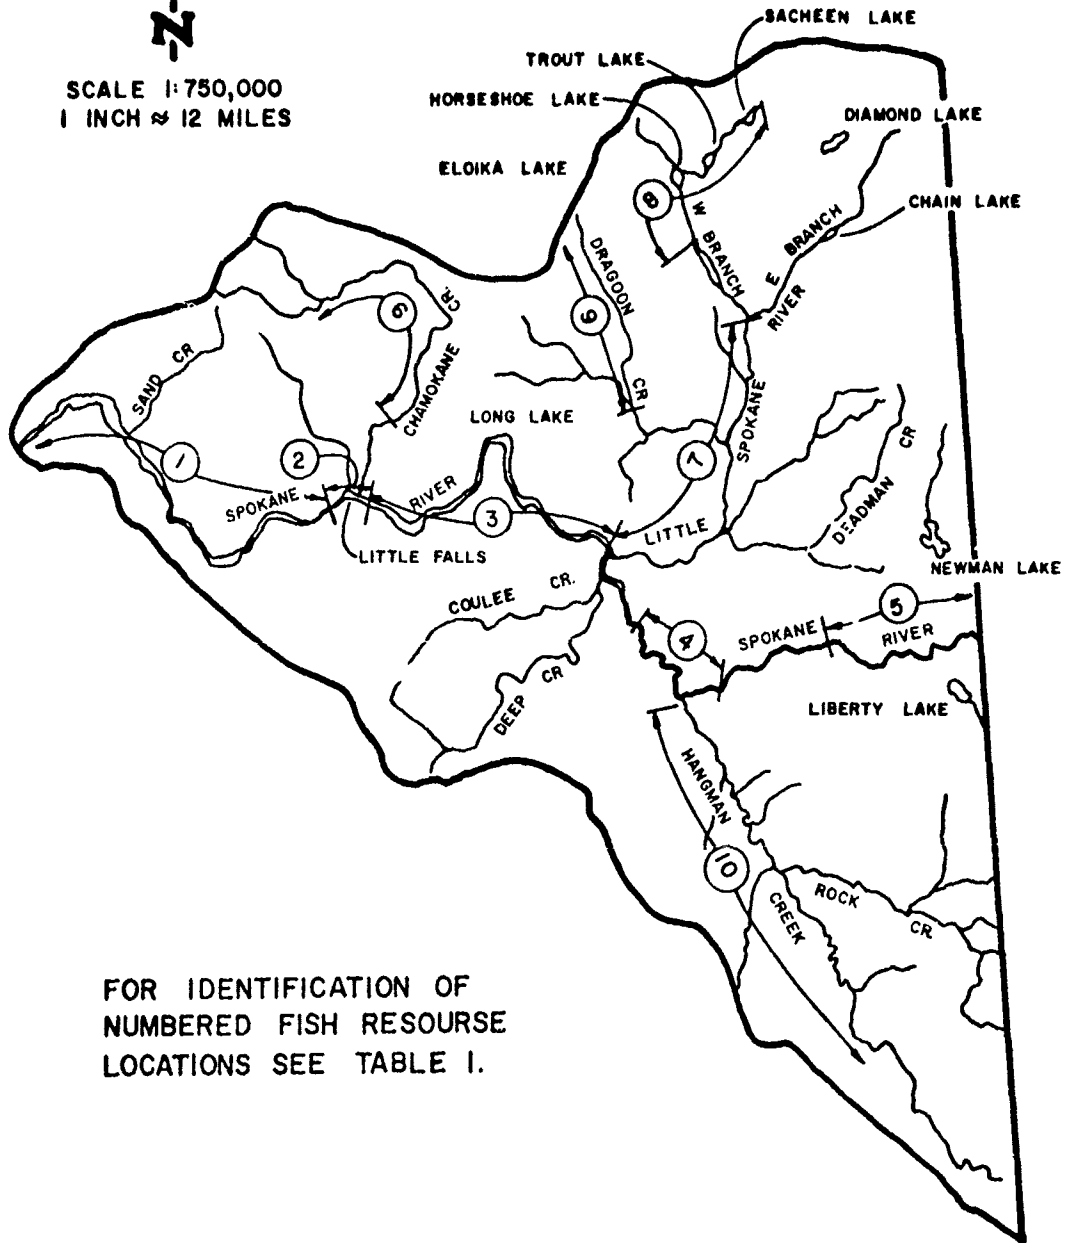 N
SCALE 1:750,000
1 INCH ≈ 12 MILES
SACHEEN LAKE
TROUT LAKE
HORSESHOE LAKE
DIAMOND LAKE
ELOIKA LAKE
CHAIN LAKE
8
W BRANCH
E BRANCH
RIVER
DRAGOON
CR
9
6
CR.
CHAMOKANE
SAND CR
LONG LAKE
SPOKANE
7
1
2
SPOKANE
RIVER
3
LITTLE
DEADMAN CR
LITTLE FALLS
NEWMAN LAKE
COULEE CR.
5
4
SPOKANE
RIVER
DEEP CR
LIBERTY LAKE
HANGMAN
10
CREEK
ROCK
CR.
FOR IDENTIFICATION OF
NUMBERED FISH RESOURSE
LOCATIONS SEE TABLE 1.